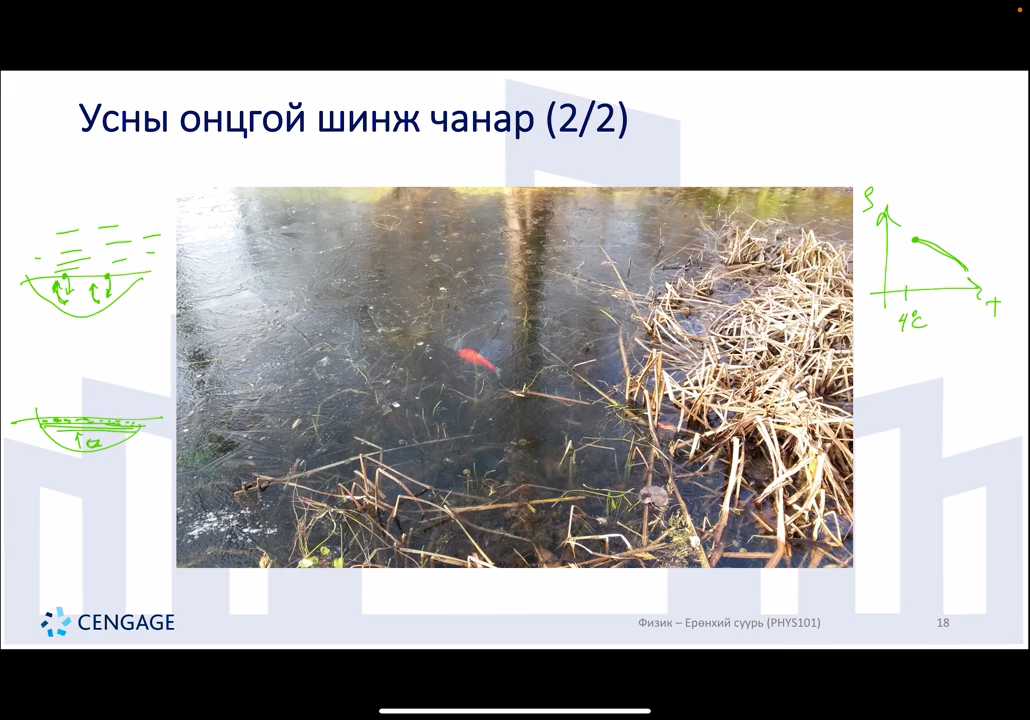 Усны онцгой шинж чанар (2/2)
ρ
T
4°C
CENGAGE
Физик – Ерөнхий суурь (PHYS101)
18